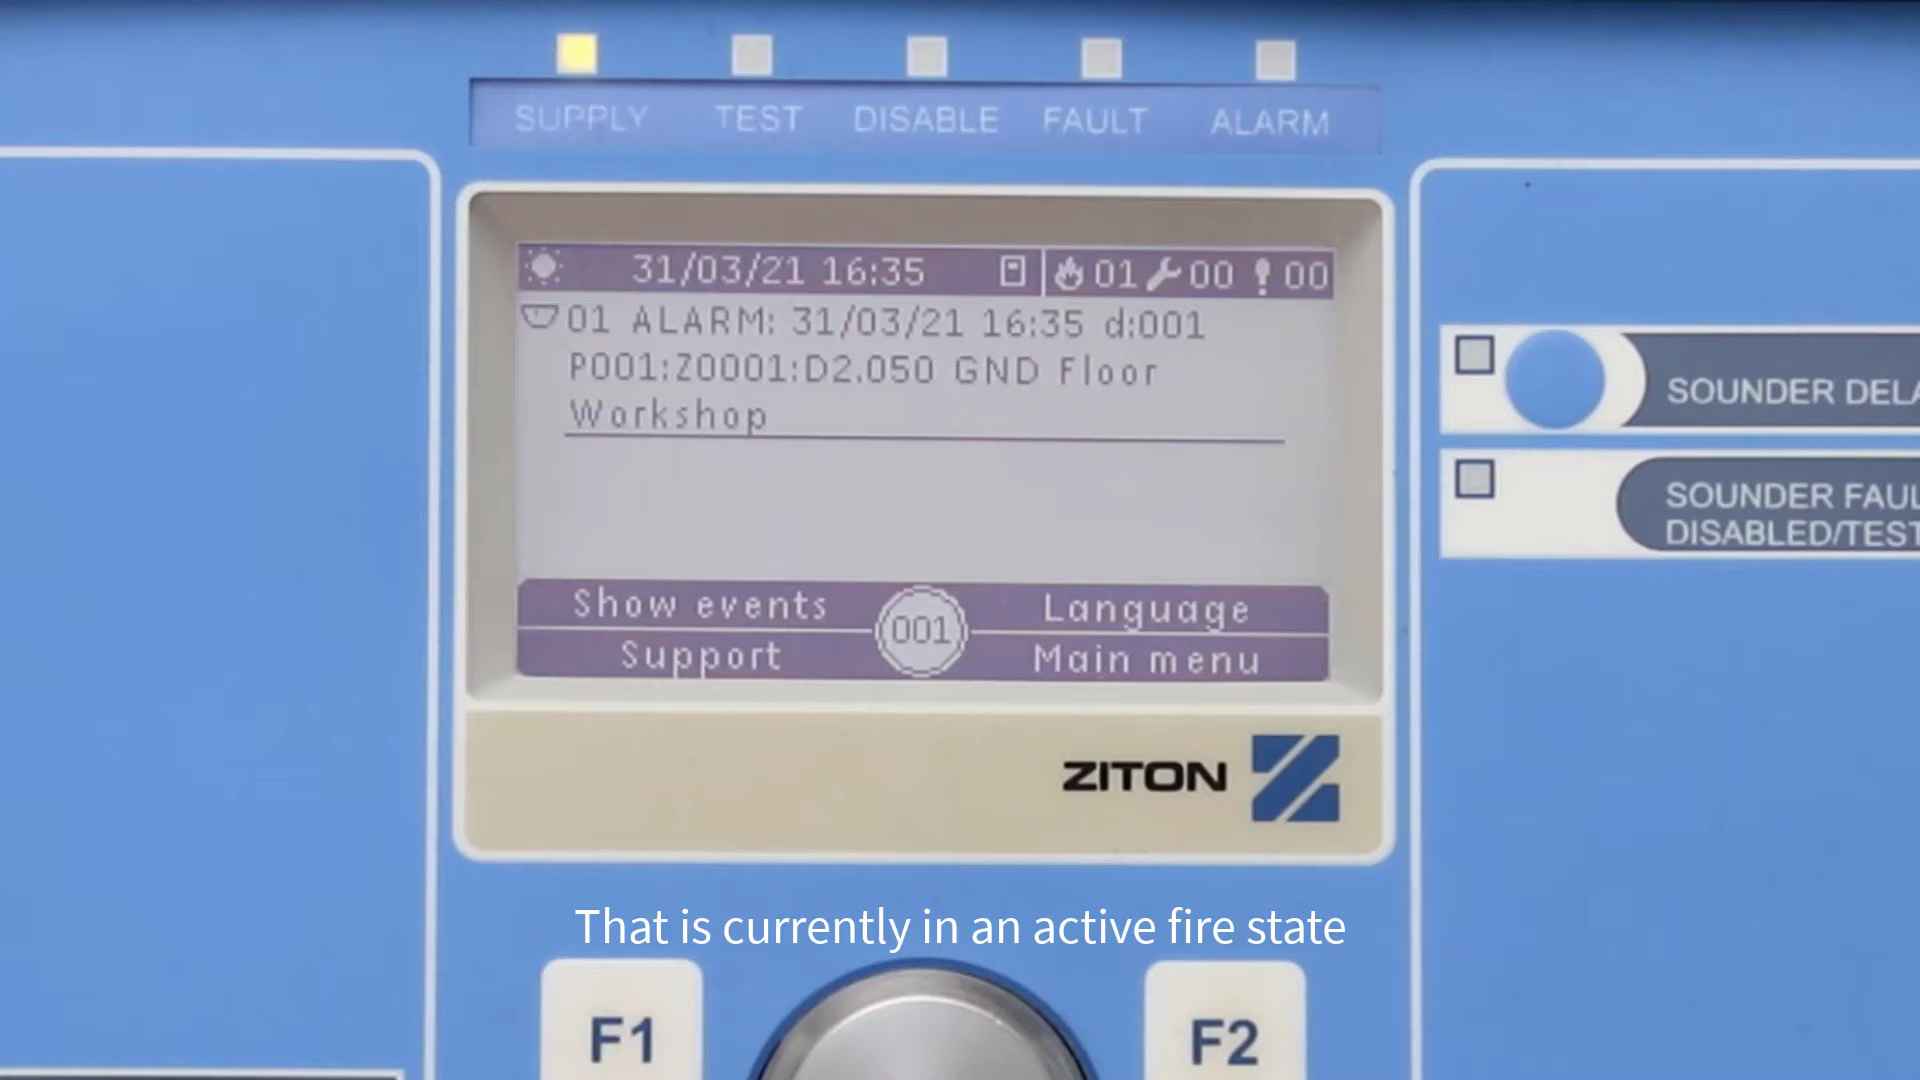 SUPPLY TEST DISABLE FAULT ALARM
31/03/21 16:35 01 00 00
01 ALARM: 31/03/21 16:35 d:001
P001:Z0001:D2.050 GND Floor
Workshop
Show events Language
001
Support Main menu
ZITON
SOUNDER DELA
SOUNDER FAUL
DISABLED/TEST
That is currently in an active fire state
F1 F2